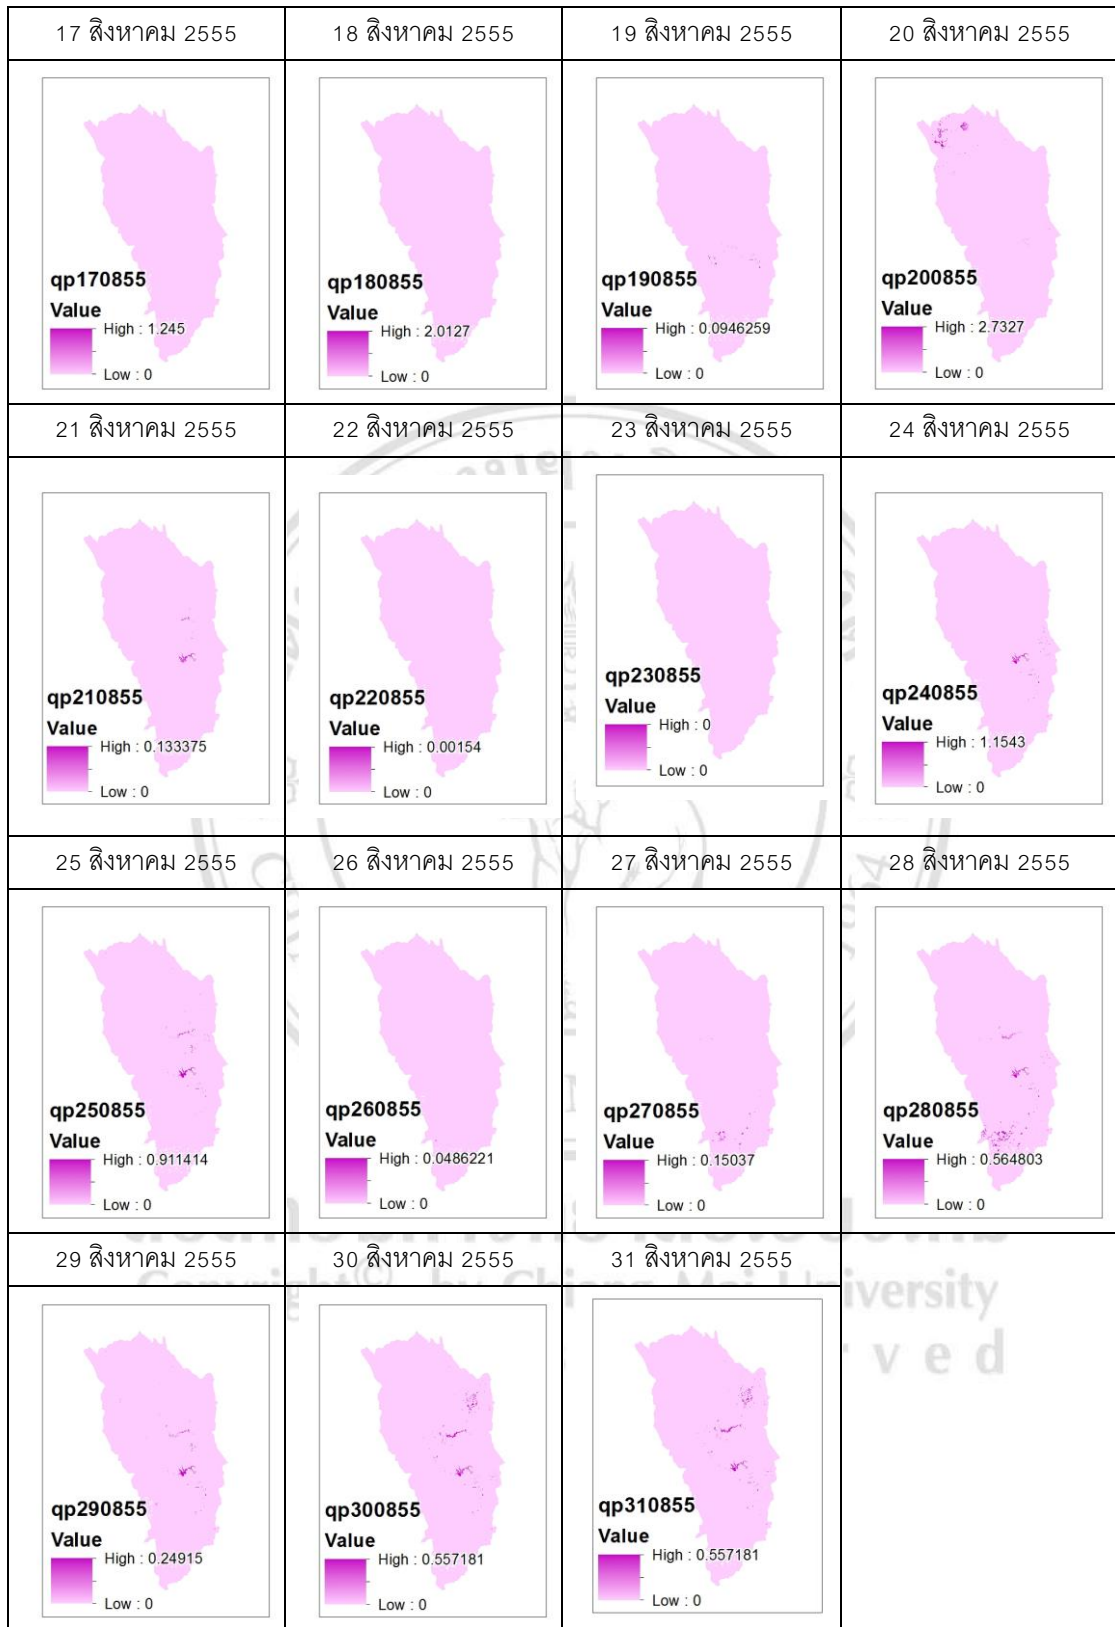 17 สิงหาคม 2555
18 สิงหาคม 2555
19 สิงหาคม 2555
20 สิงหาคม 2555
qp170855
Value
High : 1.245
Low : 0
qp180855
Value
High : 2.0127
Low : 0
qp190855
Value
High : 0.0946259
Low : 0
qp200855
Value
High : 2.7327
Low : 0
21 สิงหาคม 2555
22 สิงหาคม 2555
23 สิงหาคม 2555
24 สิงหาคม 2555
qp210855
Value
High : 0.133375
Low : 0
qp220855
Value
High : 0.00154
Low : 0
qp230855
Value
High : 0
Low : 0
qp240855
Value
High : 1.1543
Low : 0
25 สิงหาคม 2555
26 สิงหาคม 2555
27 สิงหาคม 2555
28 สิงหาคม 2555
qp250855
Value
High : 0.911414
Low : 0
qp260855
Value
High : 0.0486221
Low : 0
qp270855
Value
High : 0.15037
Low : 0
qp280855
Value
High : 0.564803
Low : 0
29 สิงหาคม 2555
30 สิงหาคม 2555
31 สิงหาคม 2555
by Chiang Mai University
qp290855
Value
High : 0.24915
Low : 0
qp300855
Value
High : 0.557181
Low : 0
qp310855
Value
High : 0.557181
Low : 0